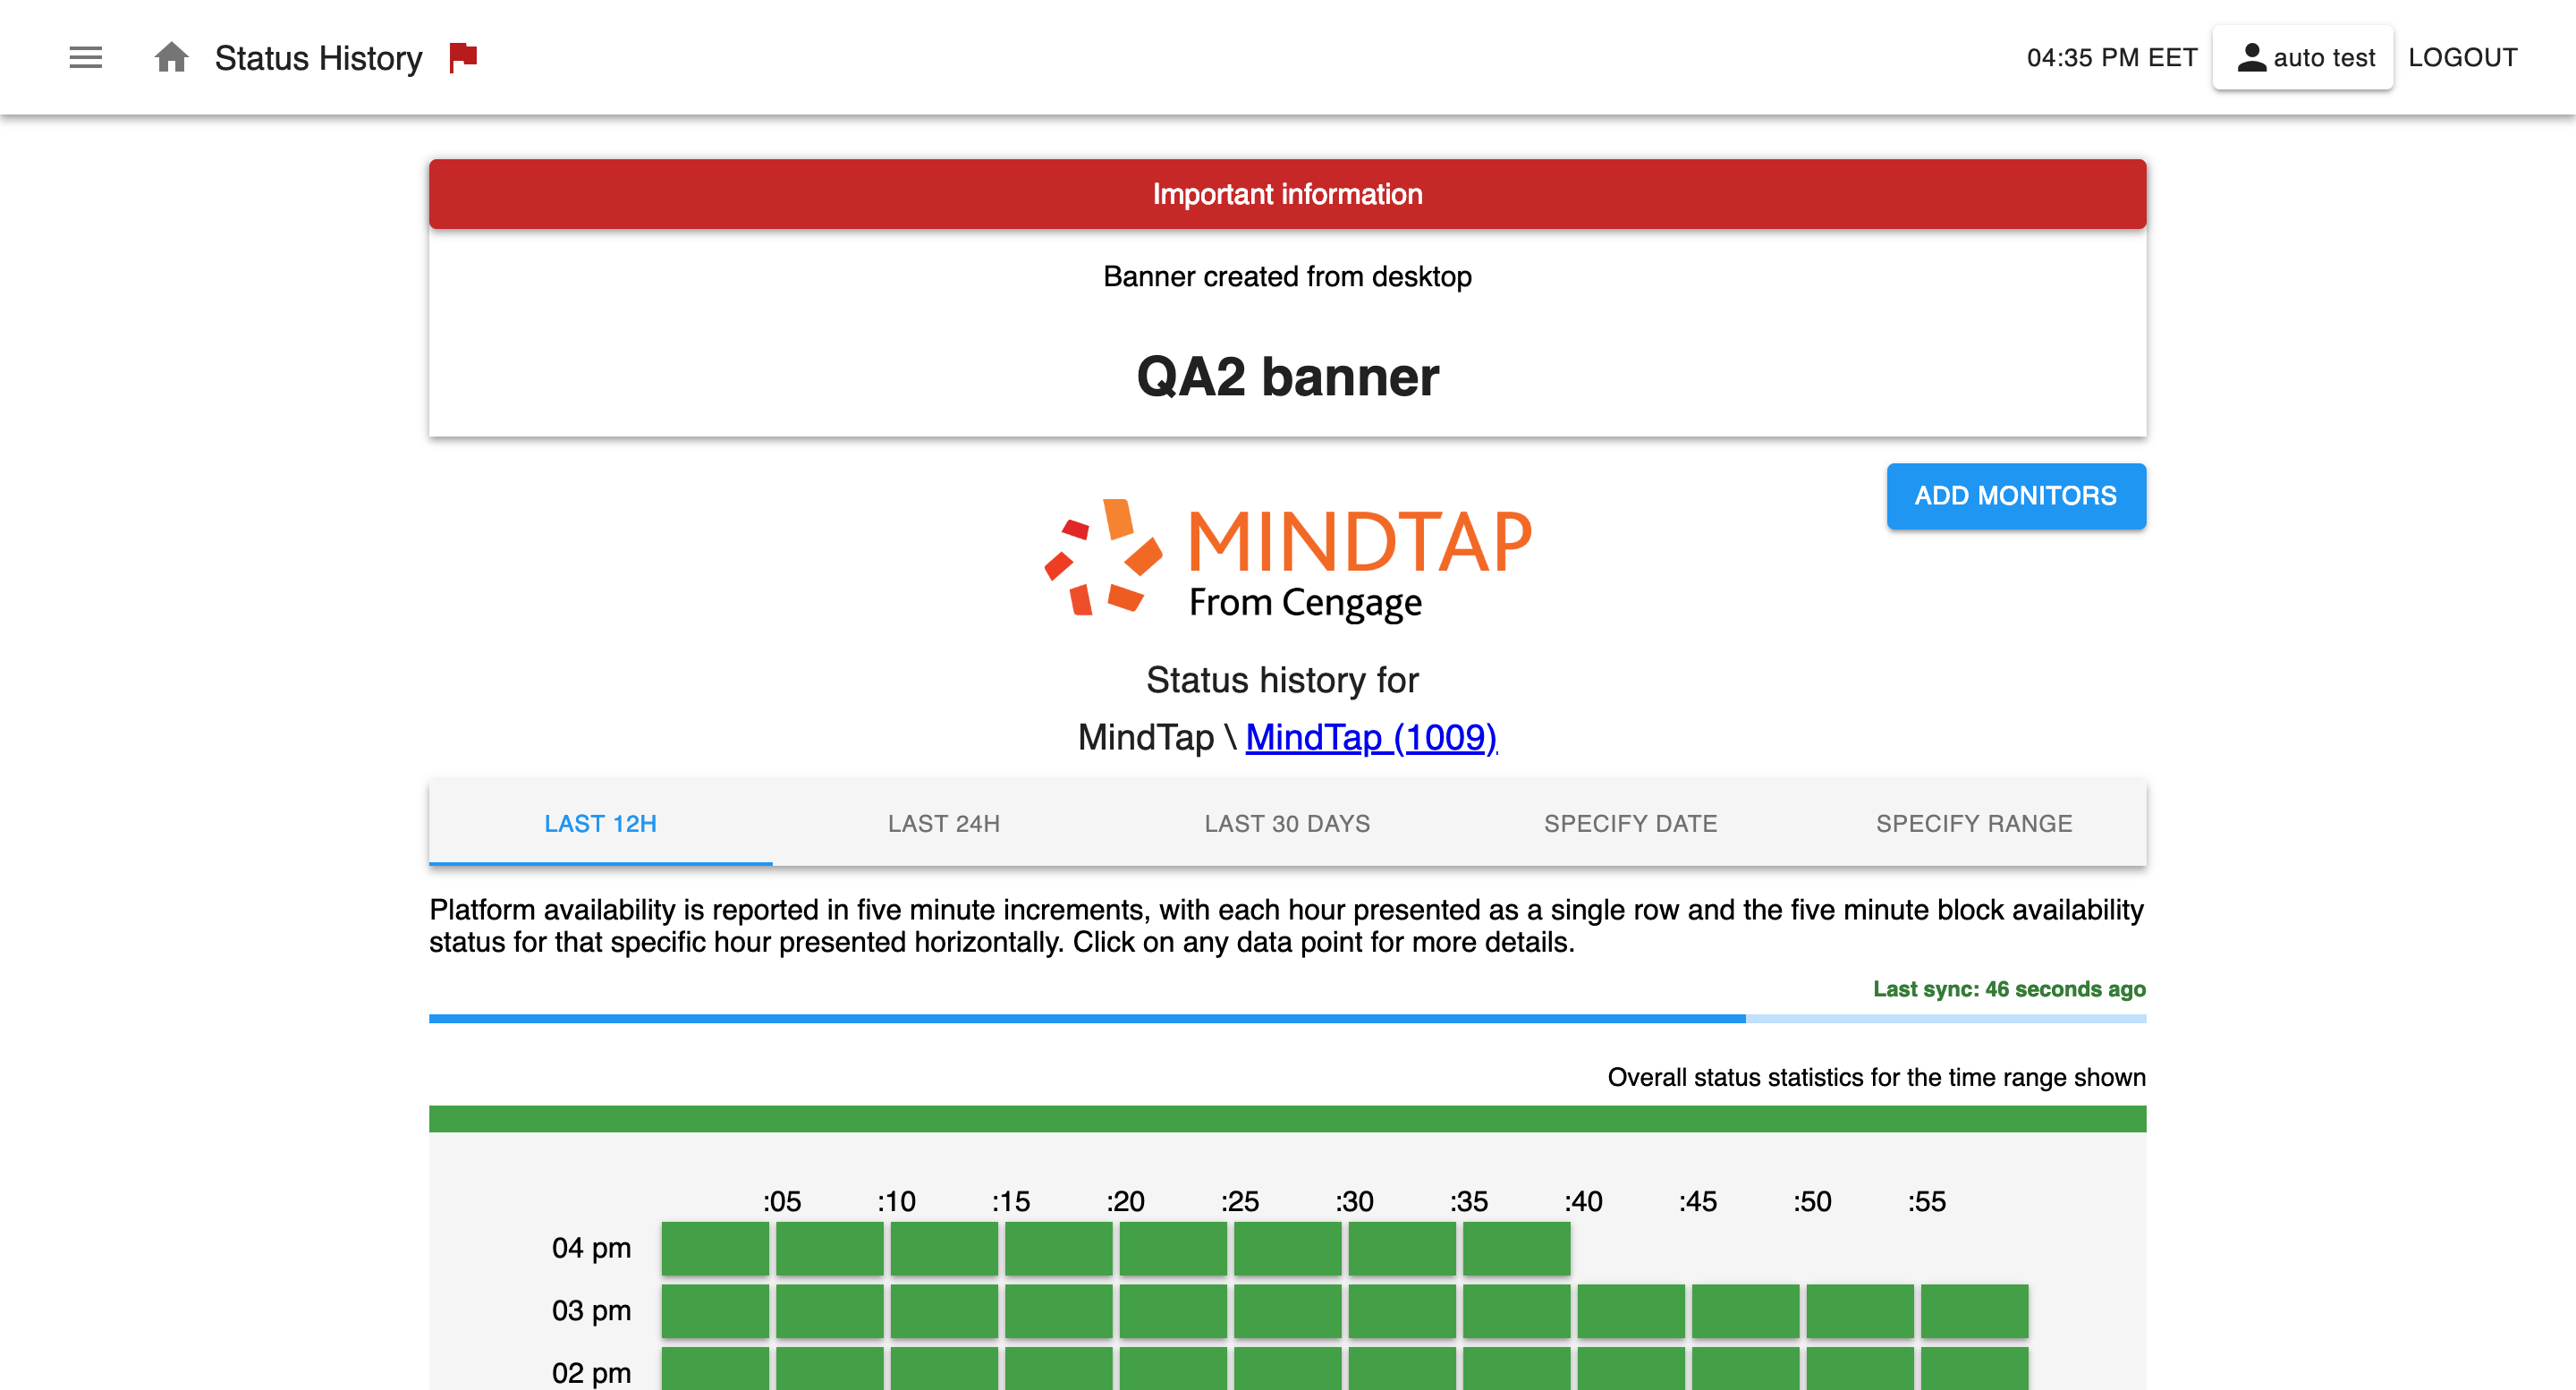 Status History
04:35 PM EET
auto test
LOGOUT
Important information
Banner created from desktop
QA2 banner
ADD MONITORS
MINDTAP
From Cengage
Status history for
MindTap \ MindTap (1009)
LAST 12H
LAST 24H
LAST 30 DAYS
SPECIFY DATE
SPECIFY RANGE
Platform availability is reported in five minute increments, with each hour presented as a single row and the five minute block availability
status for that specific hour presented horizontally. Click on any data point for more details.
Last sync: 46 seconds ago
Overall status statistics for the time range shown
:05 :10 :15 :20 :25 :30 :35 :40 :45 :50 :55
04 pm
03 pm
02 pm